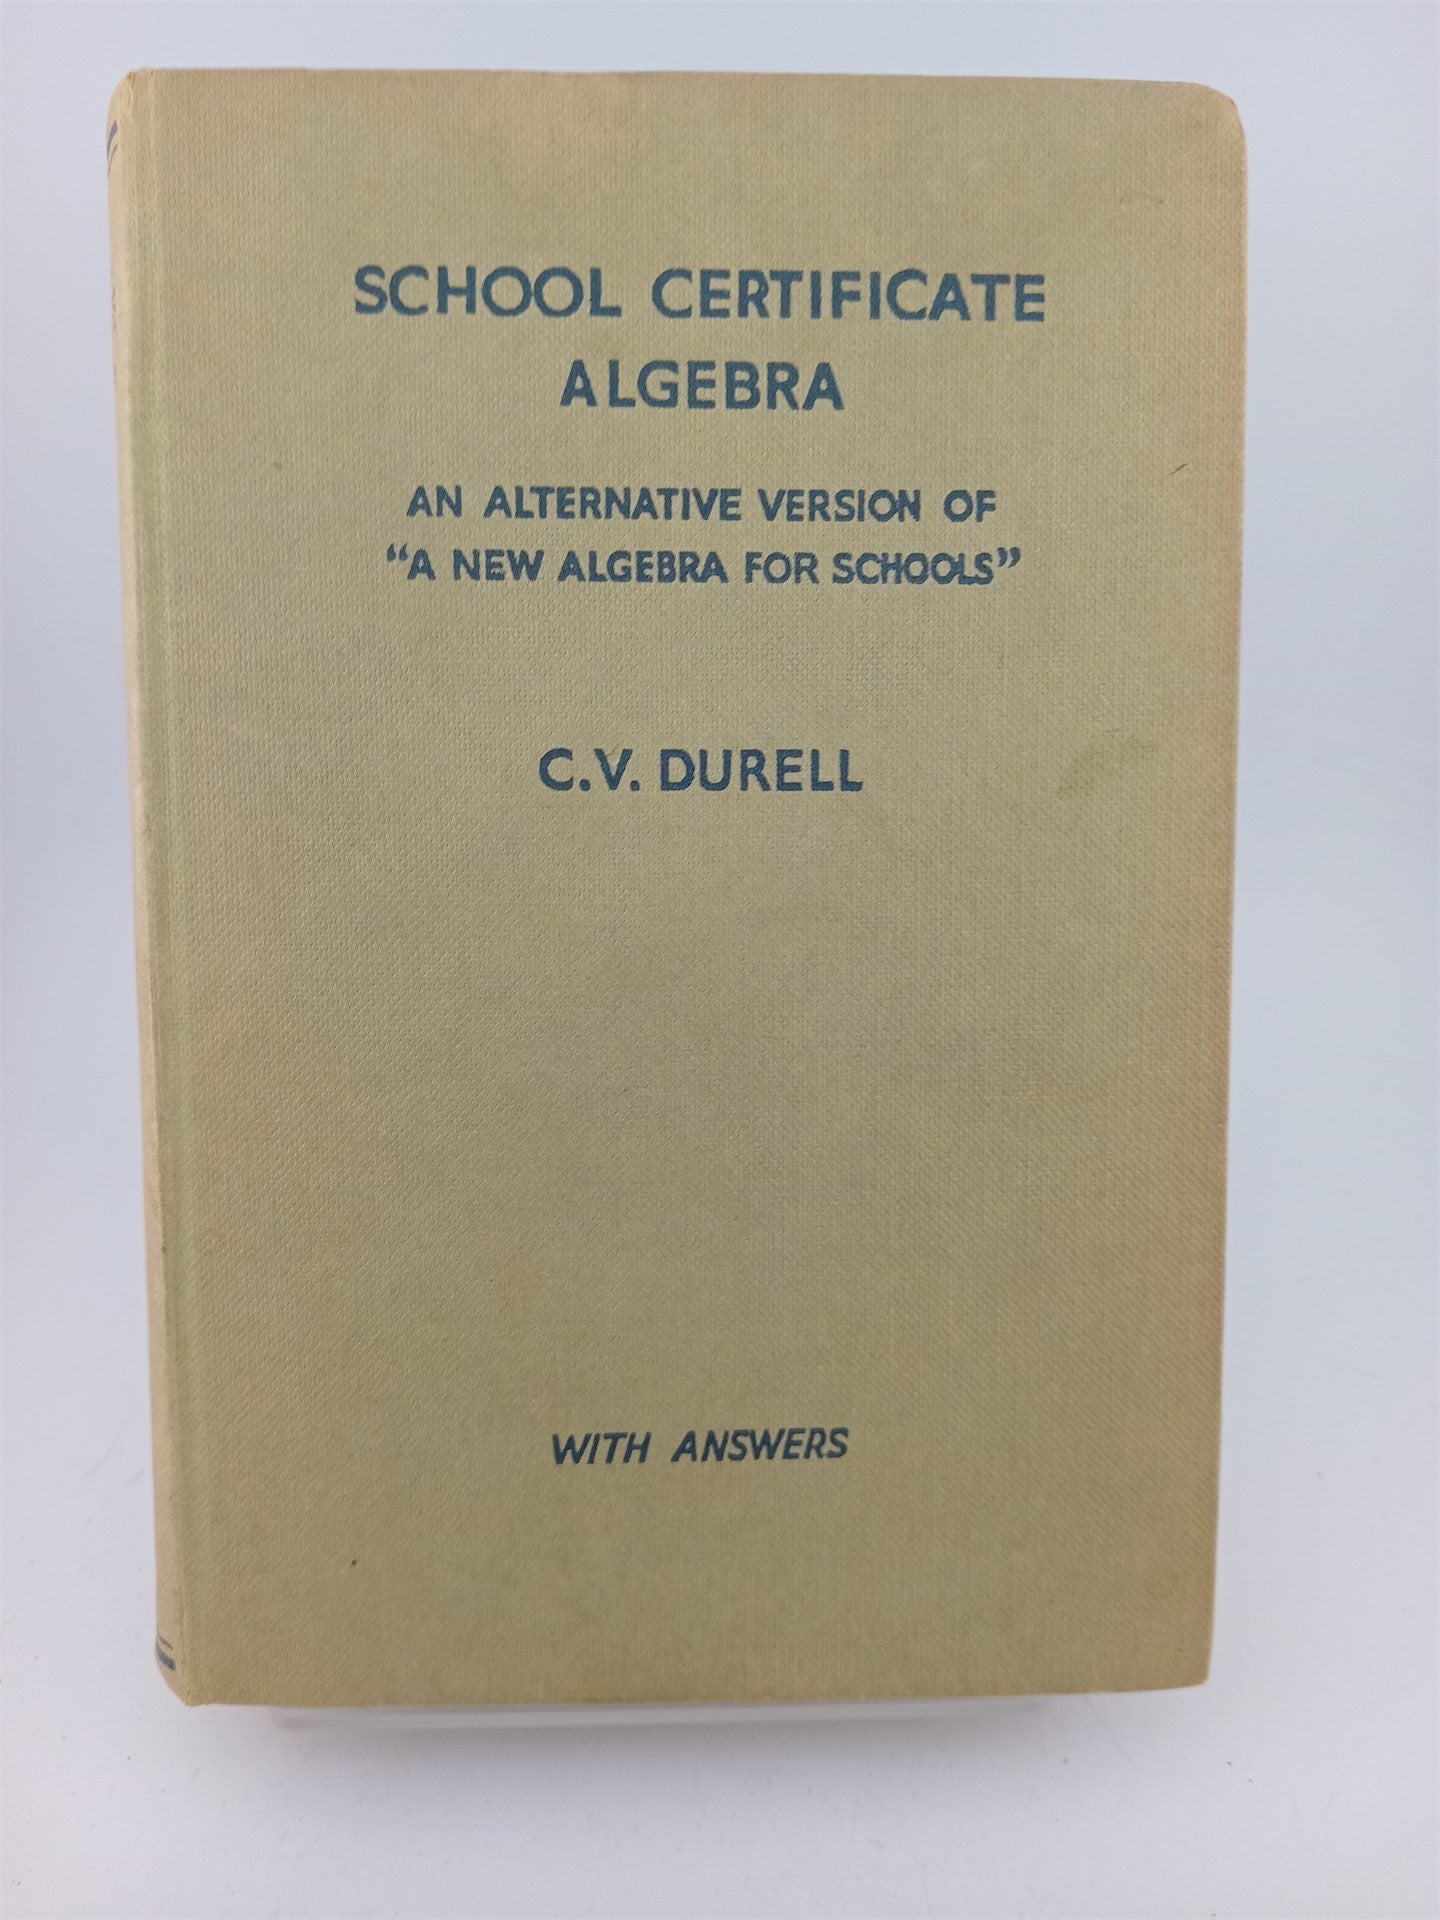 SCHOOL CERTIFICATE
ALGEBRA
AN ALTERNATIVE VERSION OF
“A NEW ALGEBRA FOR SCHOOLS”
C.V. DURELL
WITH ANSWERS